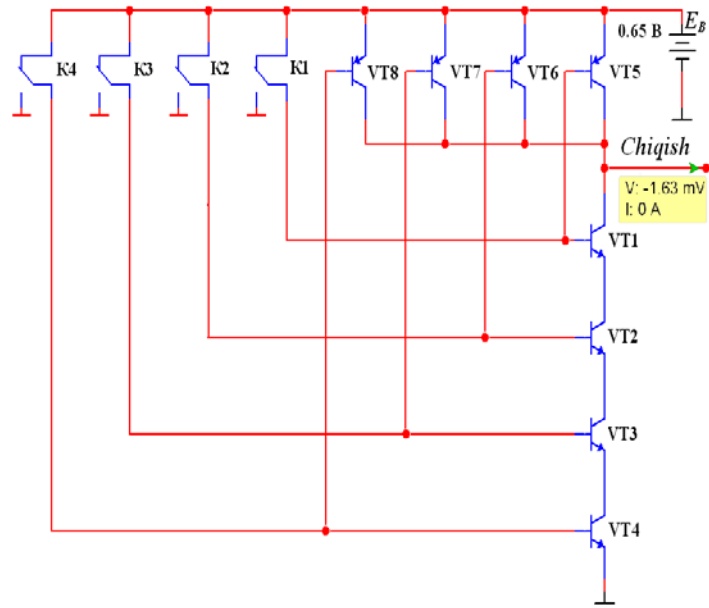 K4
K3
K2
K1
VT8
VT7
VT6
VT5
0.65 В
E_B
Chiqish
V: -1.63 mV
I: 0 A
VT1
VT2
VT3
VT4